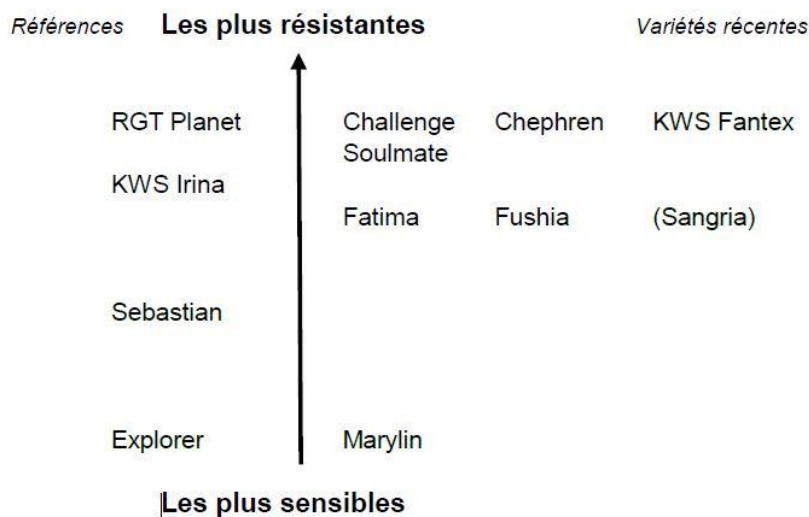 Références Les plus résistantes Variétés récentes
RGT Planet Challenge Chephren KWS Fantex
Soulmate
KWS Irina
Fatima Fushia (Sangria)
Sebastian
Explorer Marylin
Les plus sensibles